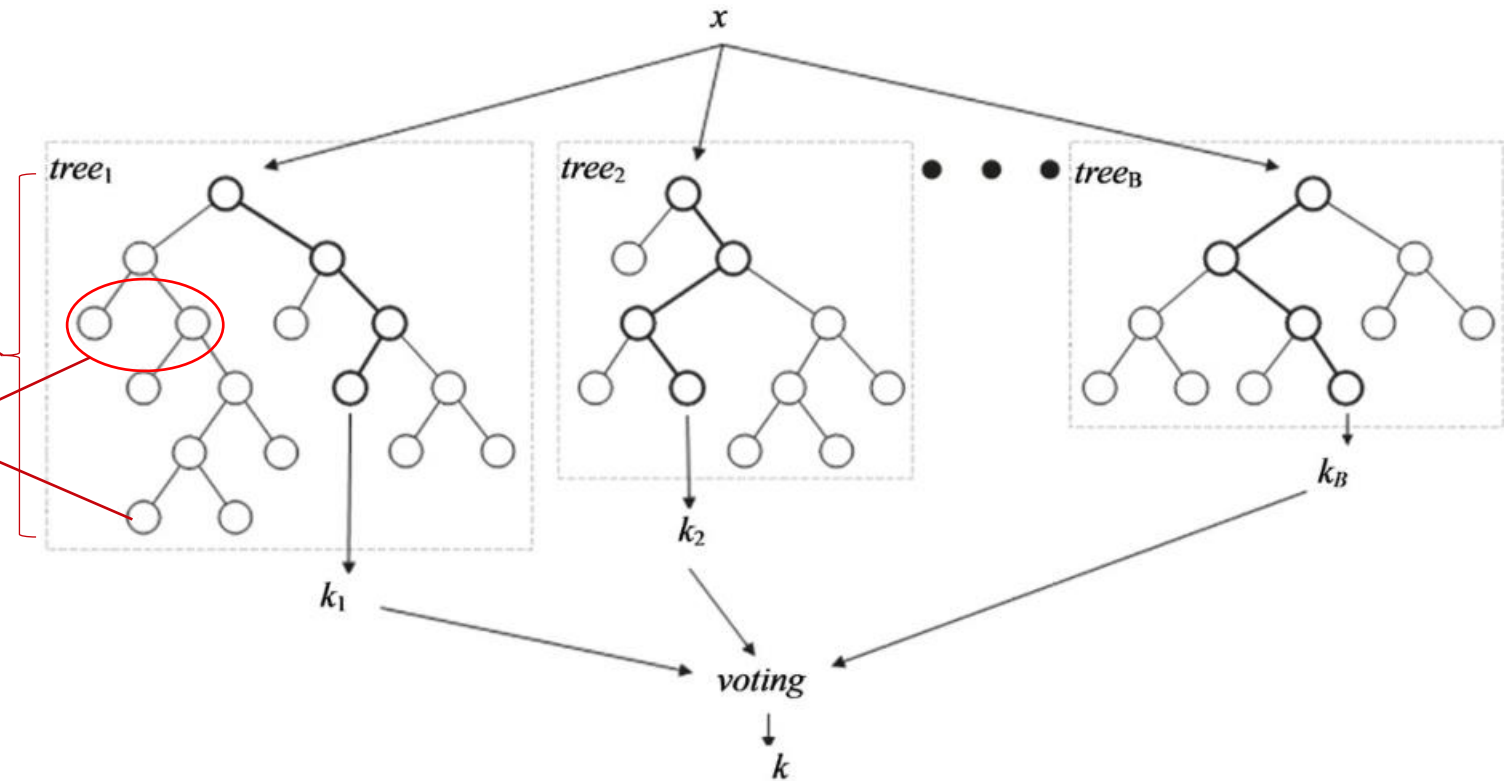 x
tree₁
tree₂
tree_B
k_B
k₂
k₁
voting
k